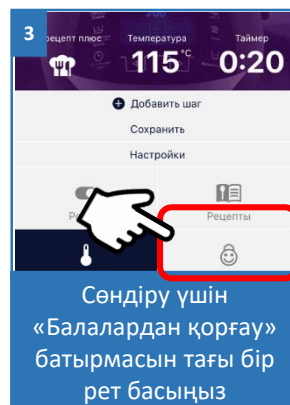 3
рецепт плюс Температура Таймер
115°C 0:20
Добавить шаг
Сохранить
Настройки
Рецепты
Сөндіру үшін
«Балалардан қорғау»
батырмасын тағы бір
рет басыңыз